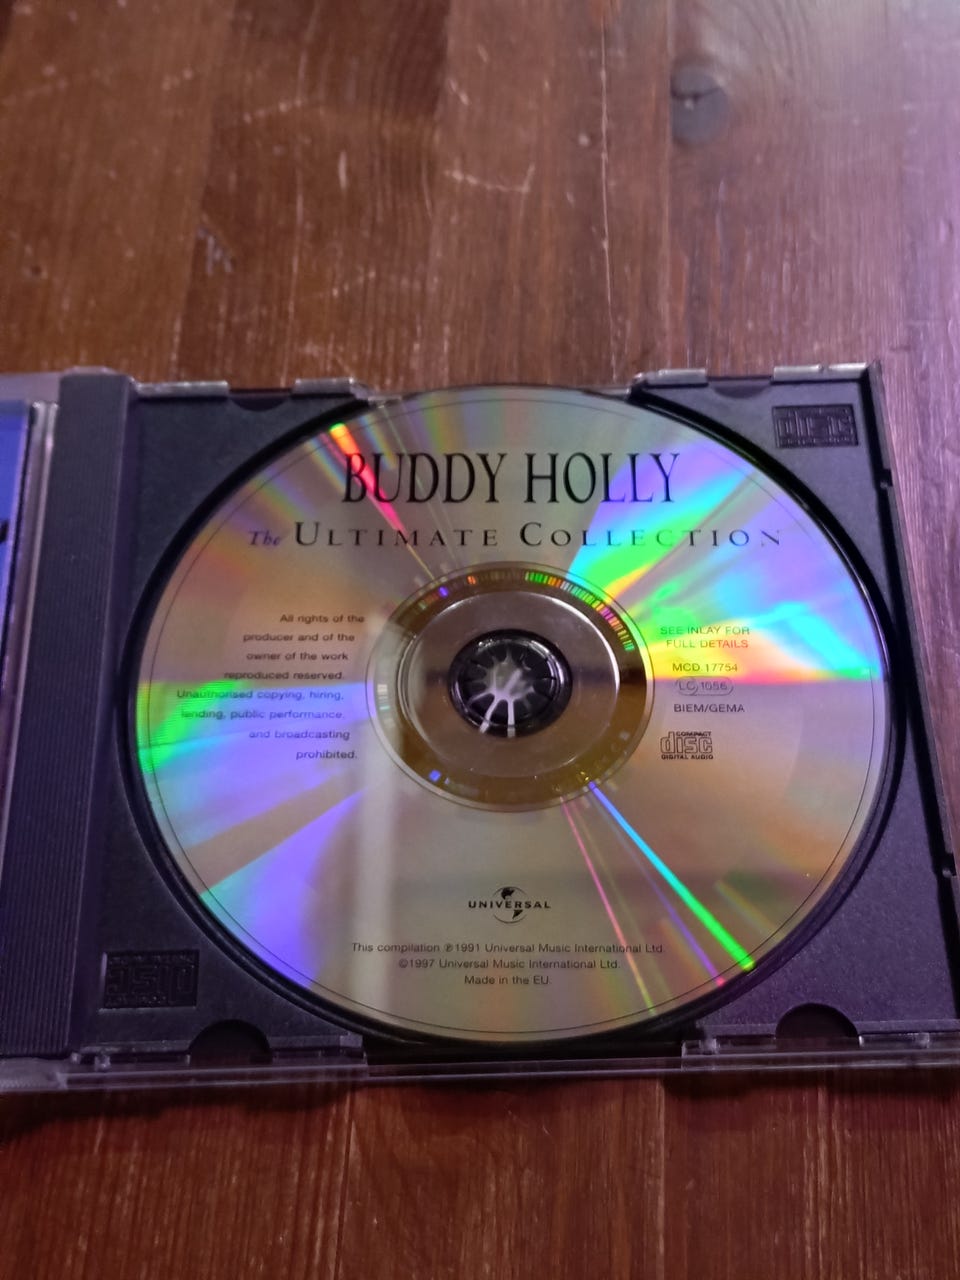 BUDDY HOLLY
The ULTIMATE COLLECTION
All rights of the
producer and of the
owner of the work
reproduced reserved.
Unauthorised copying, hiring,
lending, public performance,
and broadcasting
prohibited.
SEE INLAY FOR
FULL DETAILS
MCD 17754
LC 1056
BIEM/GEMA
COMPACT
disc
DIGITAL AUDIO
UNIVERSAL
This compilation ℗1991 Universal Music International Ltd.
©1997 Universal Music International Ltd.
Made in the EU.
disc